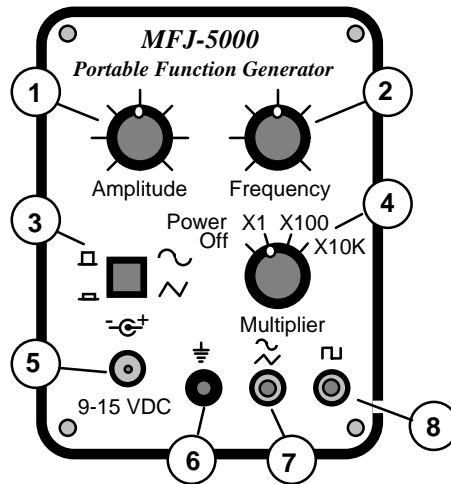 MFJ-5000
Portable Function Generator
1
2
Amplitude
Frequency
3
4
Power
Off
X1
X100
X10K
Multiplier
- +
5
9-15 VDC
6
7
8